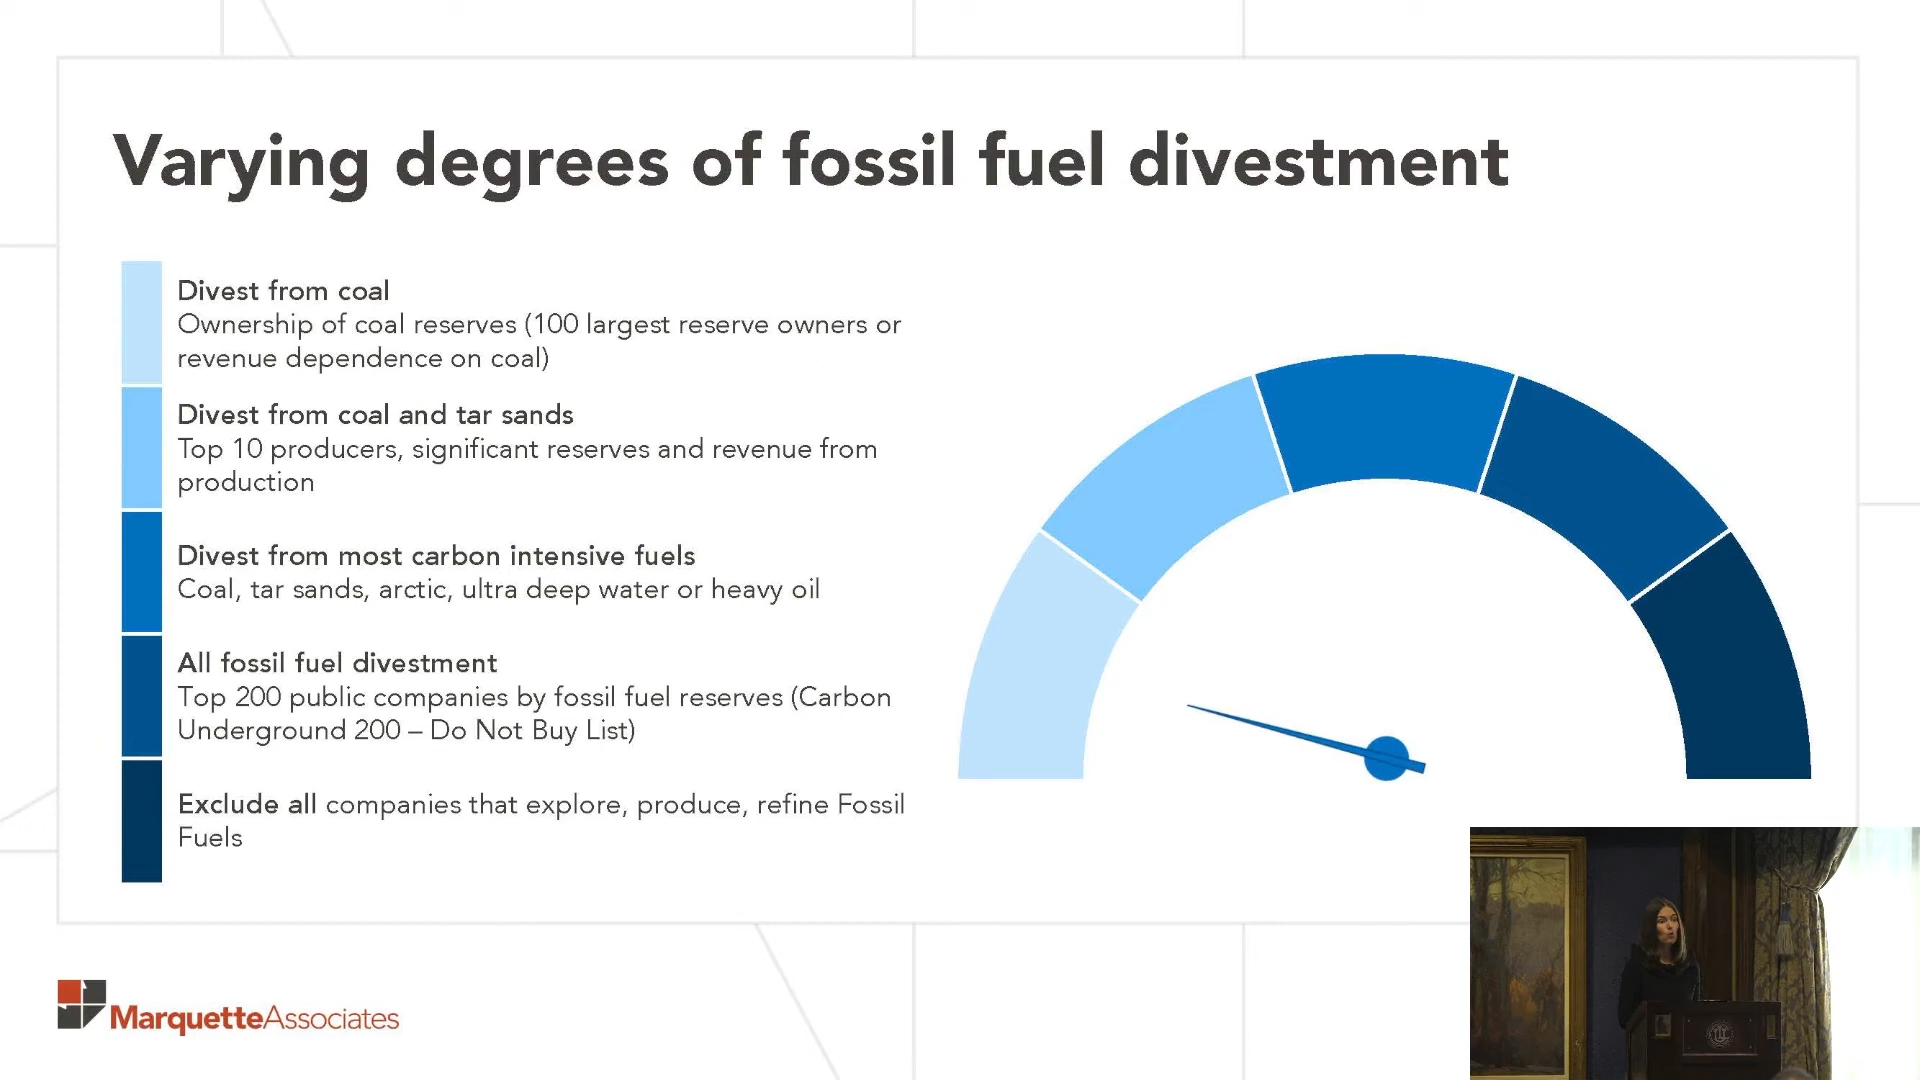 Varying degrees of fossil fuel divestment
Divest from coal
Ownership of coal reserves (100 largest reserve owners or
revenue dependence on coal)
Divest from coal and tar sands
Top 10 producers, significant reserves and revenue from
production
Divest from most carbon intensive fuels
Coal, tar sands, arctic, ultra deep water or heavy oil
All fossil fuel divestment
Top 200 public companies by fossil fuel reserves (Carbon
Underground 200 – Do Not Buy List)
Exclude all companies that explore, produce, refine Fossil
Fuels
MarquetteAssociates